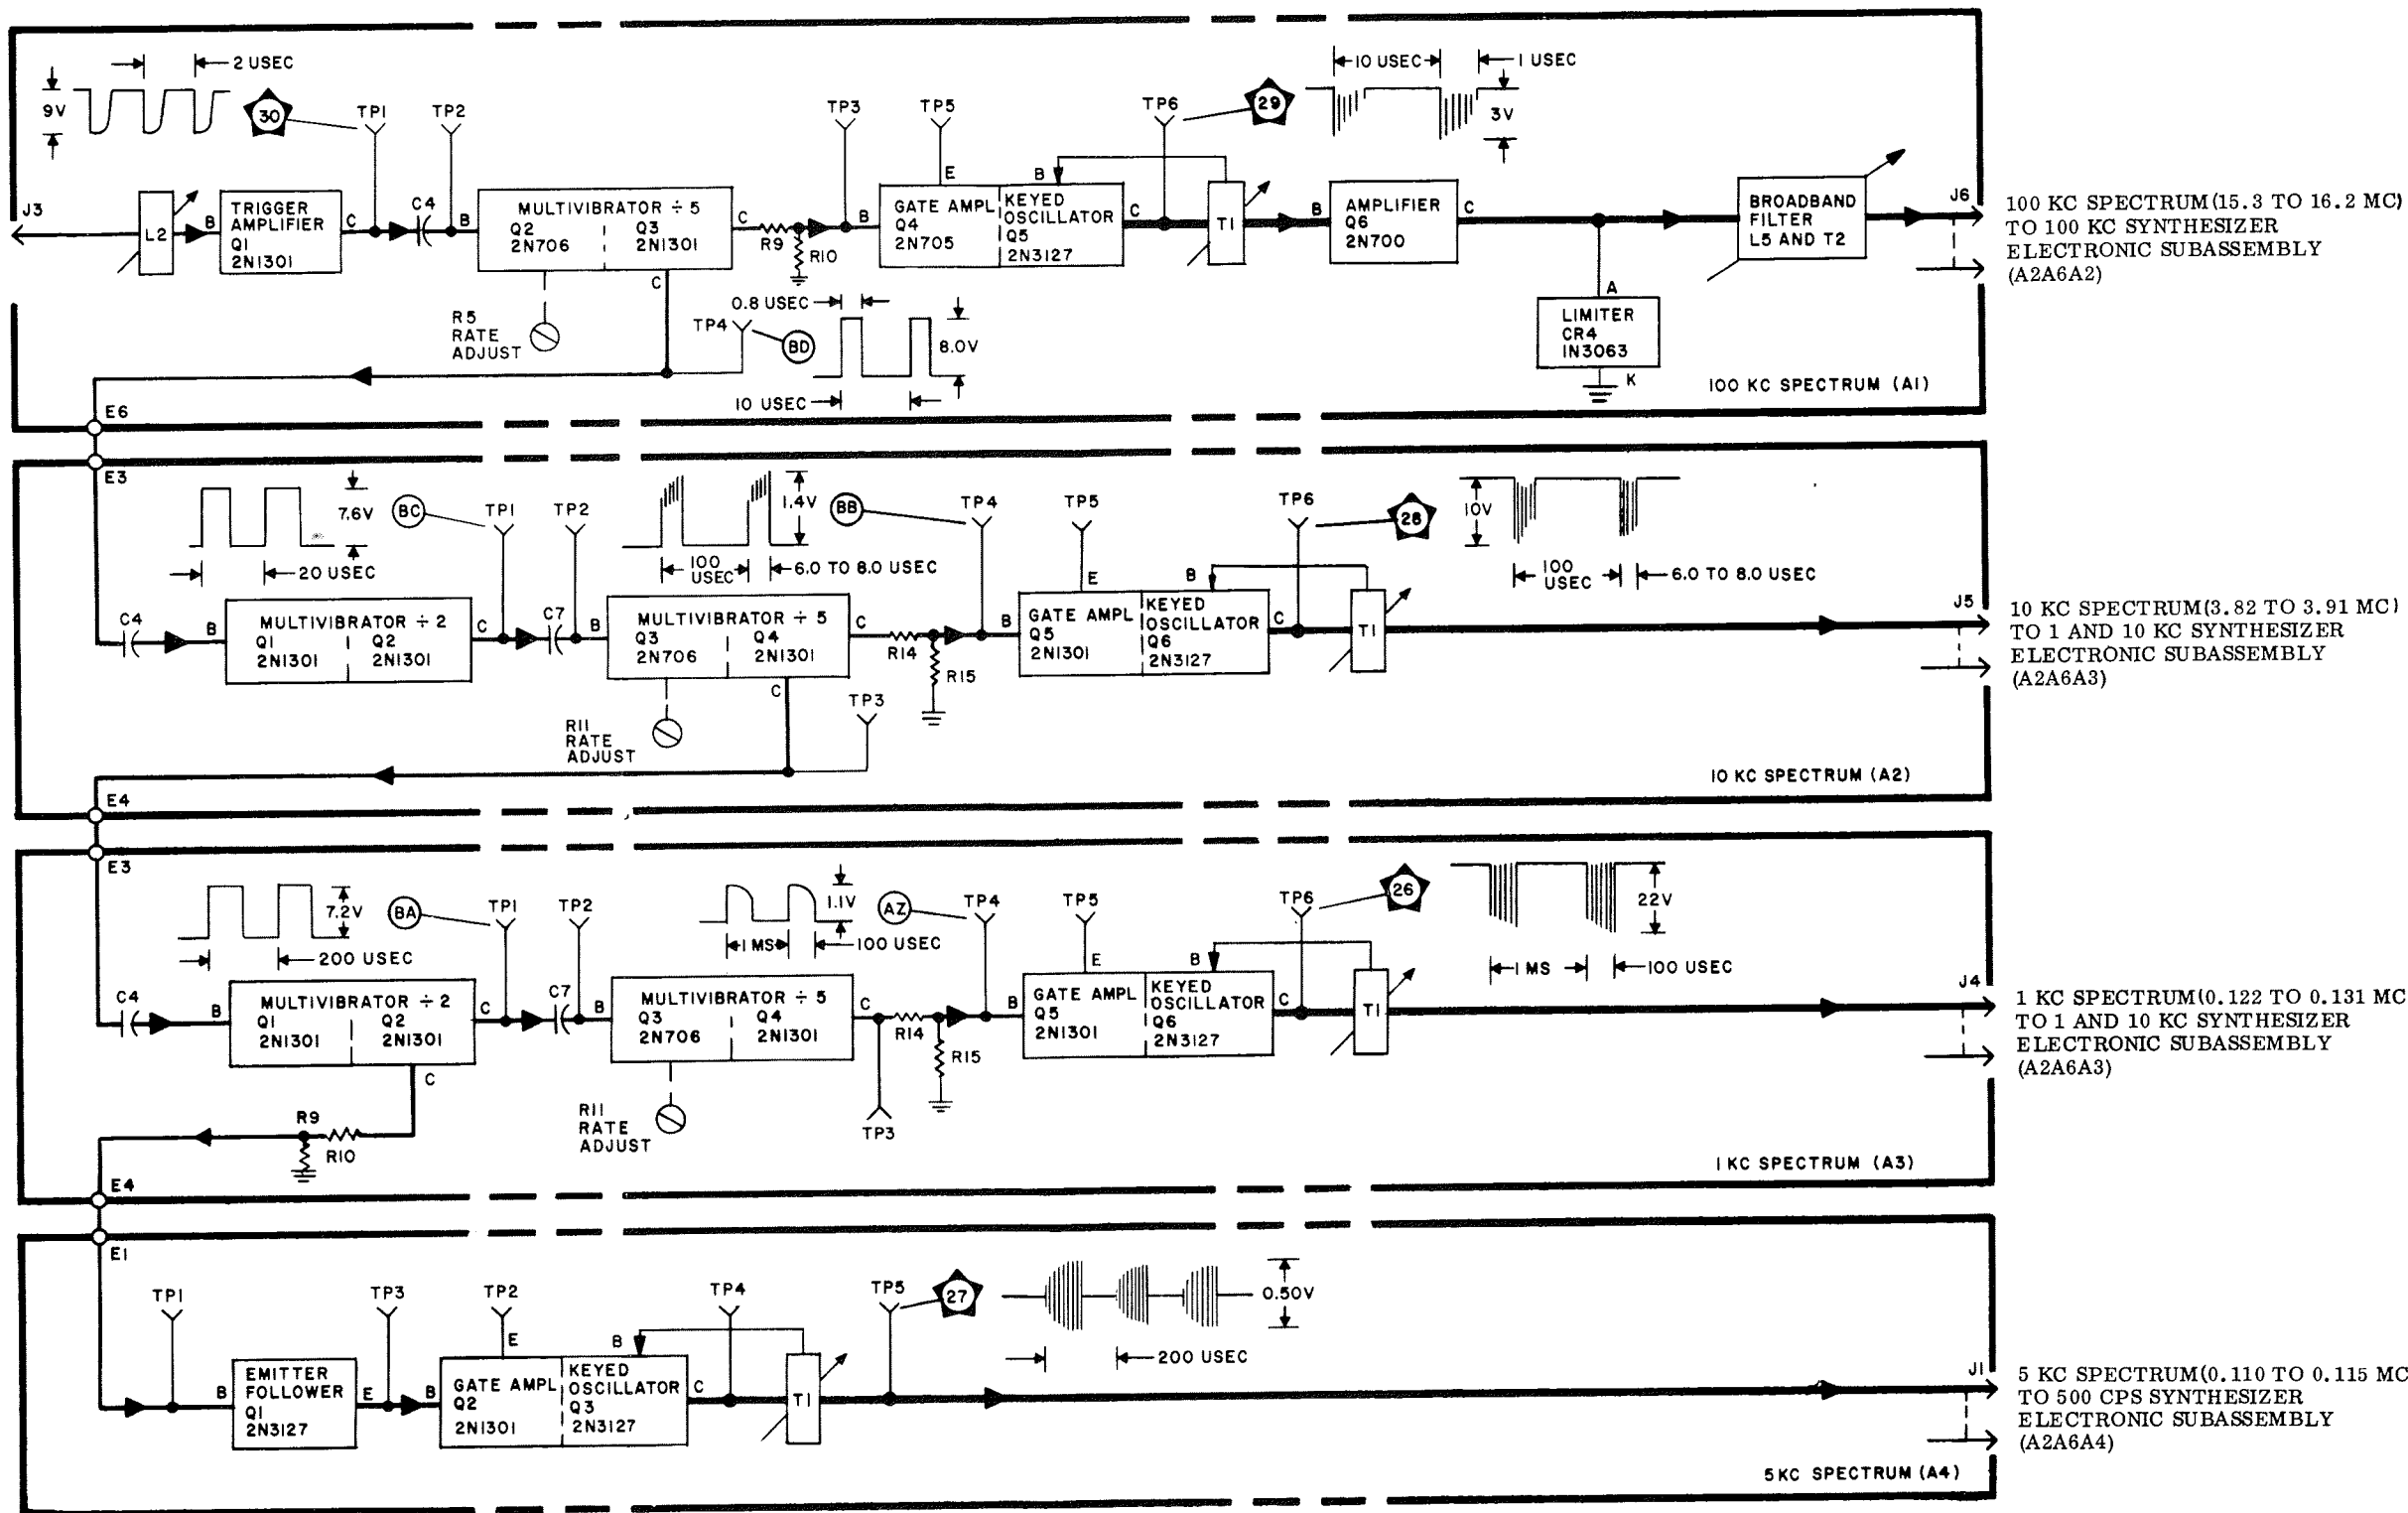 2 USEC
9V
30
TP1
TP2
TP3
TP5
TP6
29
10 USEC
1 USEC
3V
J3
L2
B
TRIGGER
AMPLIFIER
Q1
2N1301
C
C4
B
MULTIVIBRATOR ÷ 5
Q2
2N706
Q3
2N1301
C
R9
R10
B
E
GATE AMPL
Q4
2N705
B
KEYED
OSCILLATOR
Q5
2N3127
C
T1
B
AMPLIFIER
Q6
2N700
C
BROADBAND
FILTER
L5 AND T2
J6
100 KC SPECTRUM(15.3 TO 16.2 MC)
TO 100 KC SYNTHESIZER
ELECTRONIC SUBASSEMBLY
(A2A6A2)
A
LIMITER
CR4
1N3063
K
R5
RATE
ADJUST
C
TP4
BD
0.8 USEC
8.0V
10 USEC
100 KC SPECTRUM (A1)
E6
E3
7.6V
20 USEC
BC
TP1
TP2
1.4V
100
USEC
6.0 TO 8.0 USEC
BB
TP4
TP5
TP6
28
10V
100
USEC
6.0 TO 8.0 USEC
C4
B
MULTIVIBRATOR ÷ 2
Q1
2N1301
Q2
2N1301
C
C7
B
MULTIVIBRATOR ÷ 5
Q3
2N706
Q4
2N1301
C
R14
R15
B
E
GATE AMPL
Q5
2N1301
B
KEYED
OSCILLATOR
Q6
2N3127
C
T1
J5
10 KC SPECTRUM(3.82 TO 3.91 MC)
TO 1 AND 10 KC SYNTHESIZER
ELECTRONIC SUBASSEMBLY
(A2A6A3)
R11
RATE
ADJUST
C
TP3
10 KC SPECTRUM (A2)
E4
E3
7.2V
200 USEC
BA
TP1
TP2
1.1V
1 MS
100 USEC
AZ
TP4
TP5
TP6
26
22V
1 MS
100 USEC
C4
B
MULTIVIBRATOR ÷ 2
Q1
2N1301
Q2
2N1301
C
C
C7
B
MULTIVIBRATOR ÷ 5
Q3
2N706
Q4
2N1301
C
R14
R15
B
E
GATE AMPL
Q5
2N1301
B
KEYED
OSCILLATOR
Q6
2N3127
C
T1
J4
1 KC SPECTRUM(0.122 TO 0.131 MC
TO 1 AND 10 KC SYNTHESIZER
ELECTRONIC SUBASSEMBLY
(A2A6A3)
R9
R10
R11
RATE
ADJUST
TP3
1 KC SPECTRUM (A3)
E4
E1
TP1
TP3
TP2
TP4
TP5
27
0.50V
200 USEC
B
EMITTER
FOLLOWER
Q1
2N3127
E
B
E
GATE AMPL
Q2
2N1301
B
KEYED
OSCILLATOR
Q3
2N3127
C
T1
J1
5 KC SPECTRUM(0.110 TO 0.115 MC
TO 500 CPS SYNTHESIZER
ELECTRONIC SUBASSEMBLY
(A2A6A4)
5 KC SPECTRUM (A4)